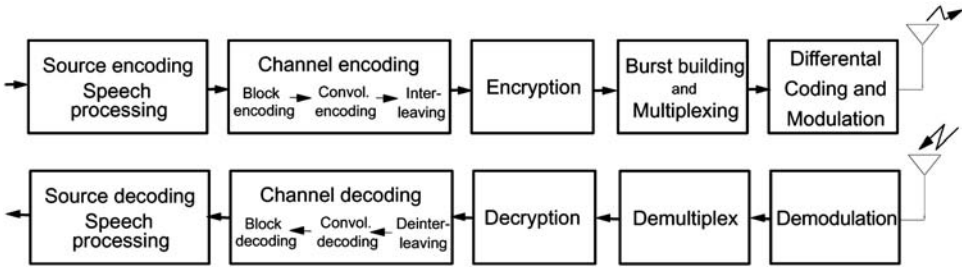 Source encoding
Speech
processing
Channel encoding
Block
encoding
Convol.
encoding
Inter-
leaving
Encryption
Burst building
and
Multiplexing
Differental
Coding and
Modulation
Source decoding
Speech
processing
Channel decoding
Block
decoding
Convol.
decoding
Deinter-
leaving
Decryption
Demultiplex
Demodulation